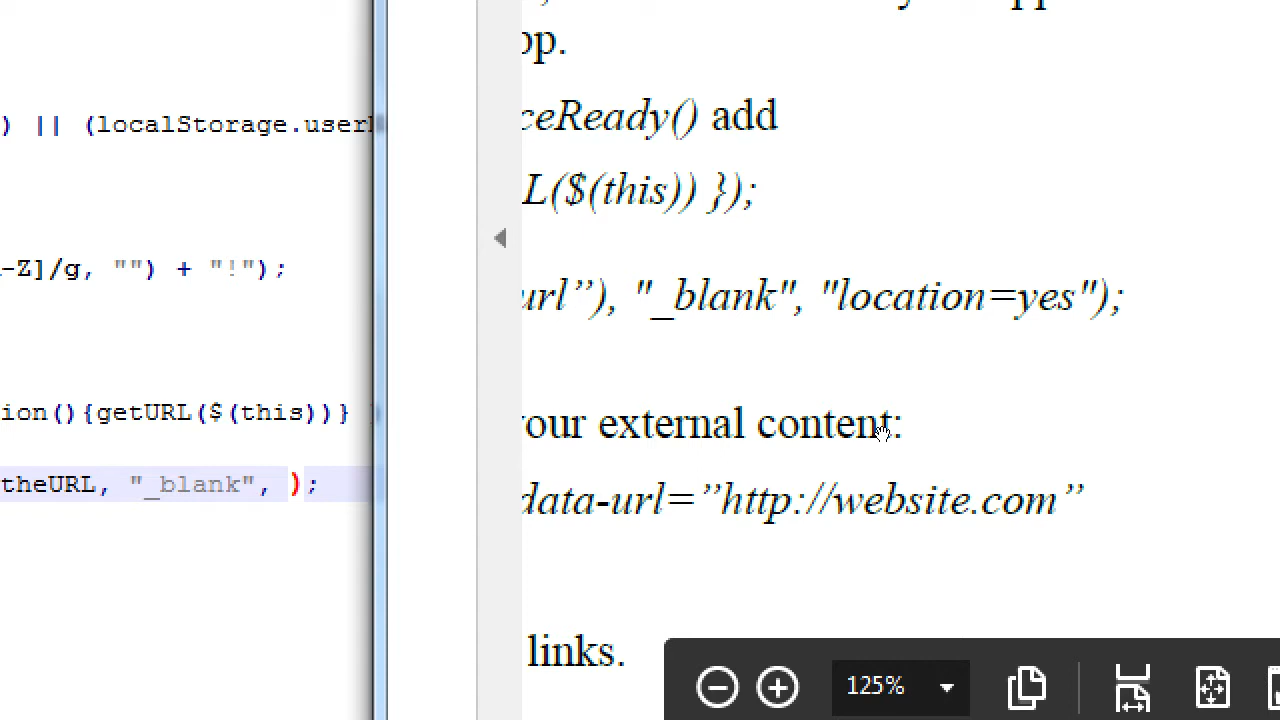 ) || (localStorage.user
-Z]/g, "") + "!");
ion(){getURL($(this))}
theURL, "_blank", );
op.
ceReady() add
L($(this)) });
url”), "_blank", "location=yes");
your external content:
data-url=”http://website.com”
links.
125%